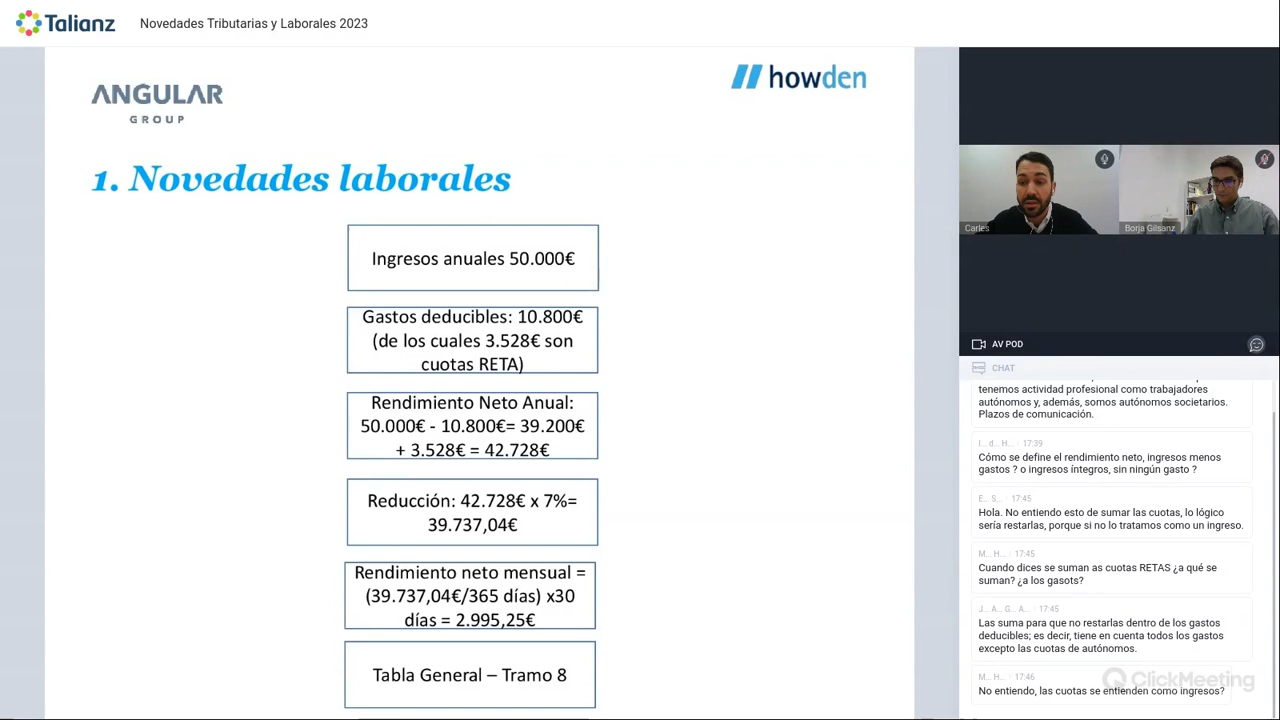 Talianz
Novedades Tributarias y Laborales 2023
ANGULAR
GROUP
howden
1. Novedades laborales
Ingresos anuales 50.000€
Gastos deducibles: 10.800€
(de los cuales 3.528€ son
cuotas RETA)
Rendimiento Neto Anual:
50.000€ - 10.800€= 39.200€
+ 3.528€ = 42.728€
Reducción: 42.728€ x 7%=
39.737,04€
Rendimiento neto mensual =
(39.737,04€/365 días) x30
días = 2.995,25€
Tabla General – Tramo 8
Carles
Borja Gilsanz
AV POD
CHAT
tenemos actividad profesional como trabajadores
autónomos y, además, somos autónomos societarios.
Plazos de comunicación.
I... d... H... 17:39
Cómo se define el rendimiento neto, ingresos menos
gastos ? o ingresos íntegros, sin ningún gasto ?
E... S... 17:45
Hola. No entiendo esto de sumar las cuotas, lo lógico
sería restarlas, porque si no lo tratamos como un ingreso.
M... H... 17:45
Cuando dices se suman as cuotas RETAS ¿a qué se
suman? ¿a los gasots?
J... A... G... A... 17:45
Las suma para que no restarlas dentro de los gastos
deducibles; es decir, tiene en cuenta todos los gastos
excepto las cuotas de autónomos.
M... H... 17:46
No entiendo, las cuotas se entienden como ingresos?
ClickMeeting